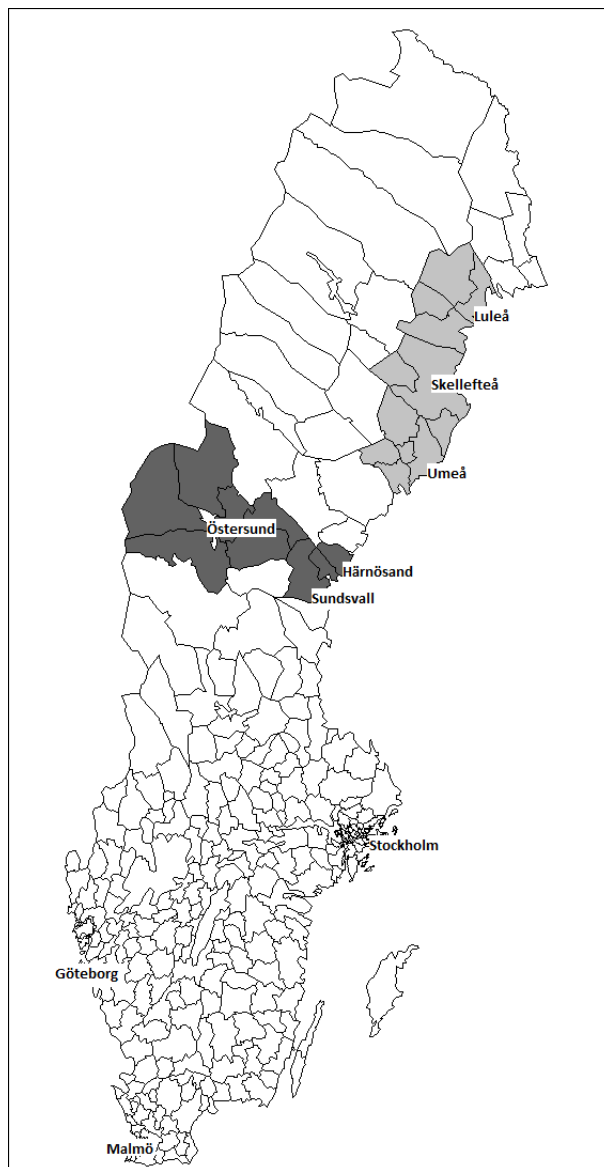 Luleå
Skellefteå
Umeå
Östersund
Härnösand
Sundsvall
Stockholm
Göteborg
Malmö